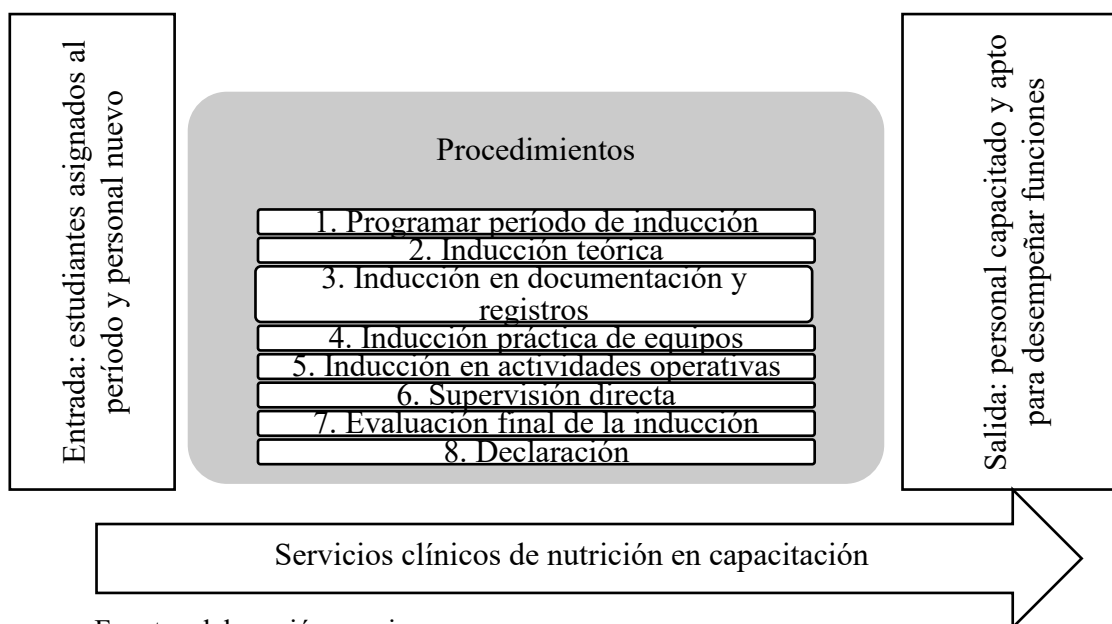 Entrada: estudiantes asignados al
período y personal nuevo
Procedimientos
1. Programar período de inducción
2. Inducción teórica
3. Inducción en documentación y
registros
4. Inducción práctica de equipos
5. Inducción en actividades operativas
6. Supervisión directa
7. Evaluación final de la inducción
8. Declaración
Salida: personal capacitado y apto
para desempeñar funciones
Servicios clínicos de nutrición en capacitación